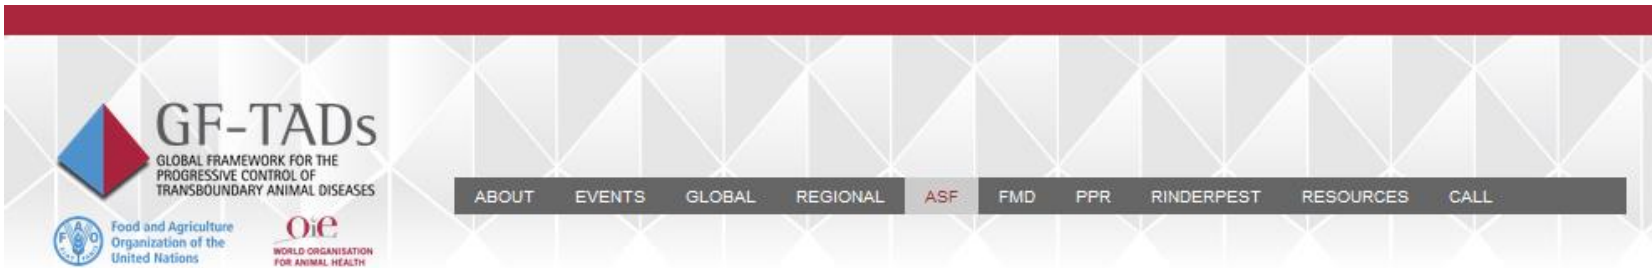 GF-TADs
GLOBAL FRAMEWORK FOR THE
PROGRESSIVE CONTROL OF
TRANSBOUNDARY ANIMAL DISEASES
ABOUT EVENTS GLOBAL REGIONAL ASF FMD PPR RINDERPEST RESOURCES CALL
Food and Agriculture
Organization of the
United Nations
Oie
WORLD ORGANISATION
FOR ANIMAL HEALTH